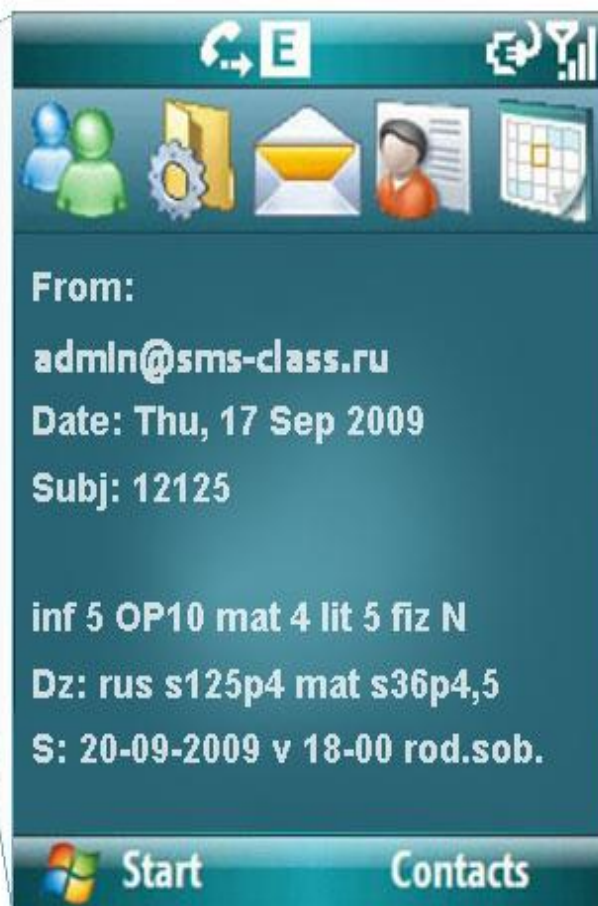 E
From:
admin@sms-class.ru
Date: Thu, 17 Sep 2009
Subj: 12125
inf 5 OP10 mat 4 lit 5 fiz N
Dz: rus s125p4 mat s36p4,5
S: 20-09-2009 v 18-00 rod.sob.
Start Contacts